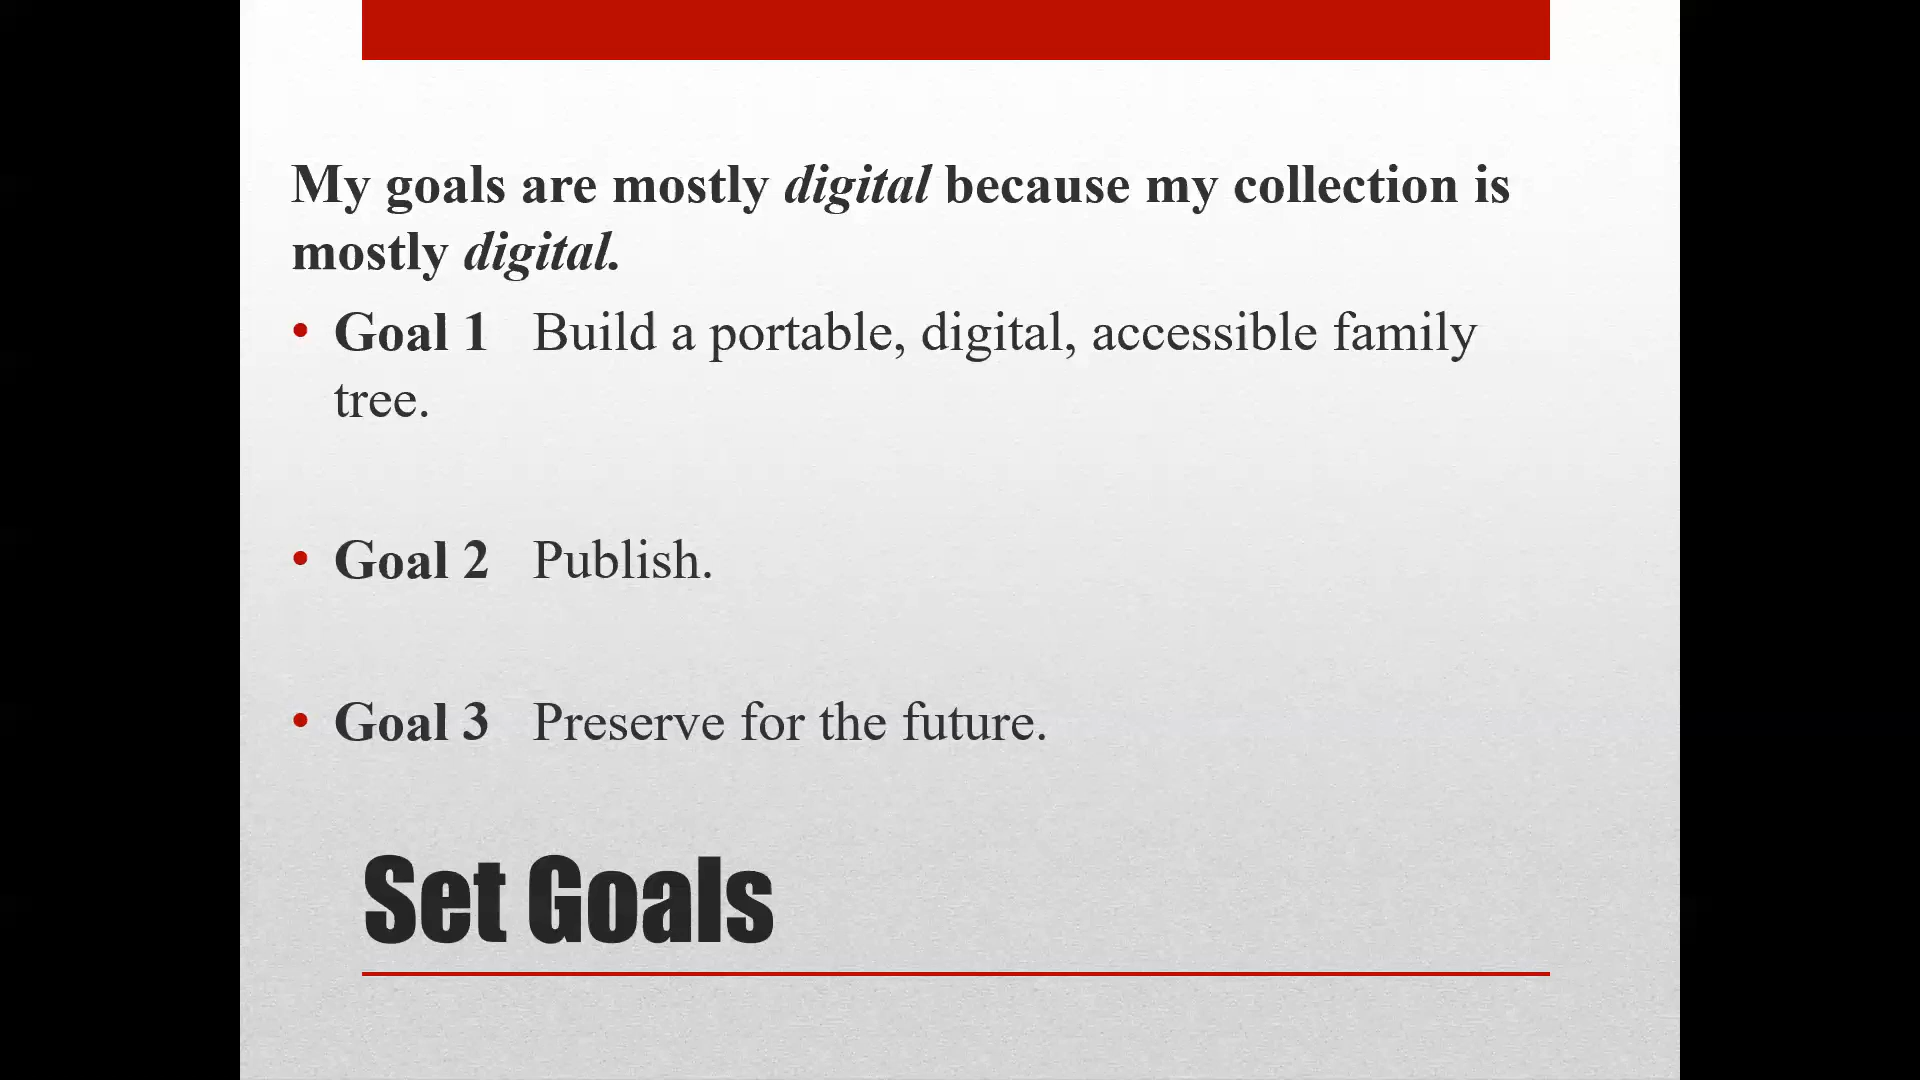 My goals are mostly digital because my collection is
mostly digital.
• Goal 1 Build a portable, digital, accessible family
tree.
• Goal 2 Publish.
• Goal 3 Preserve for the future.
Set Goals